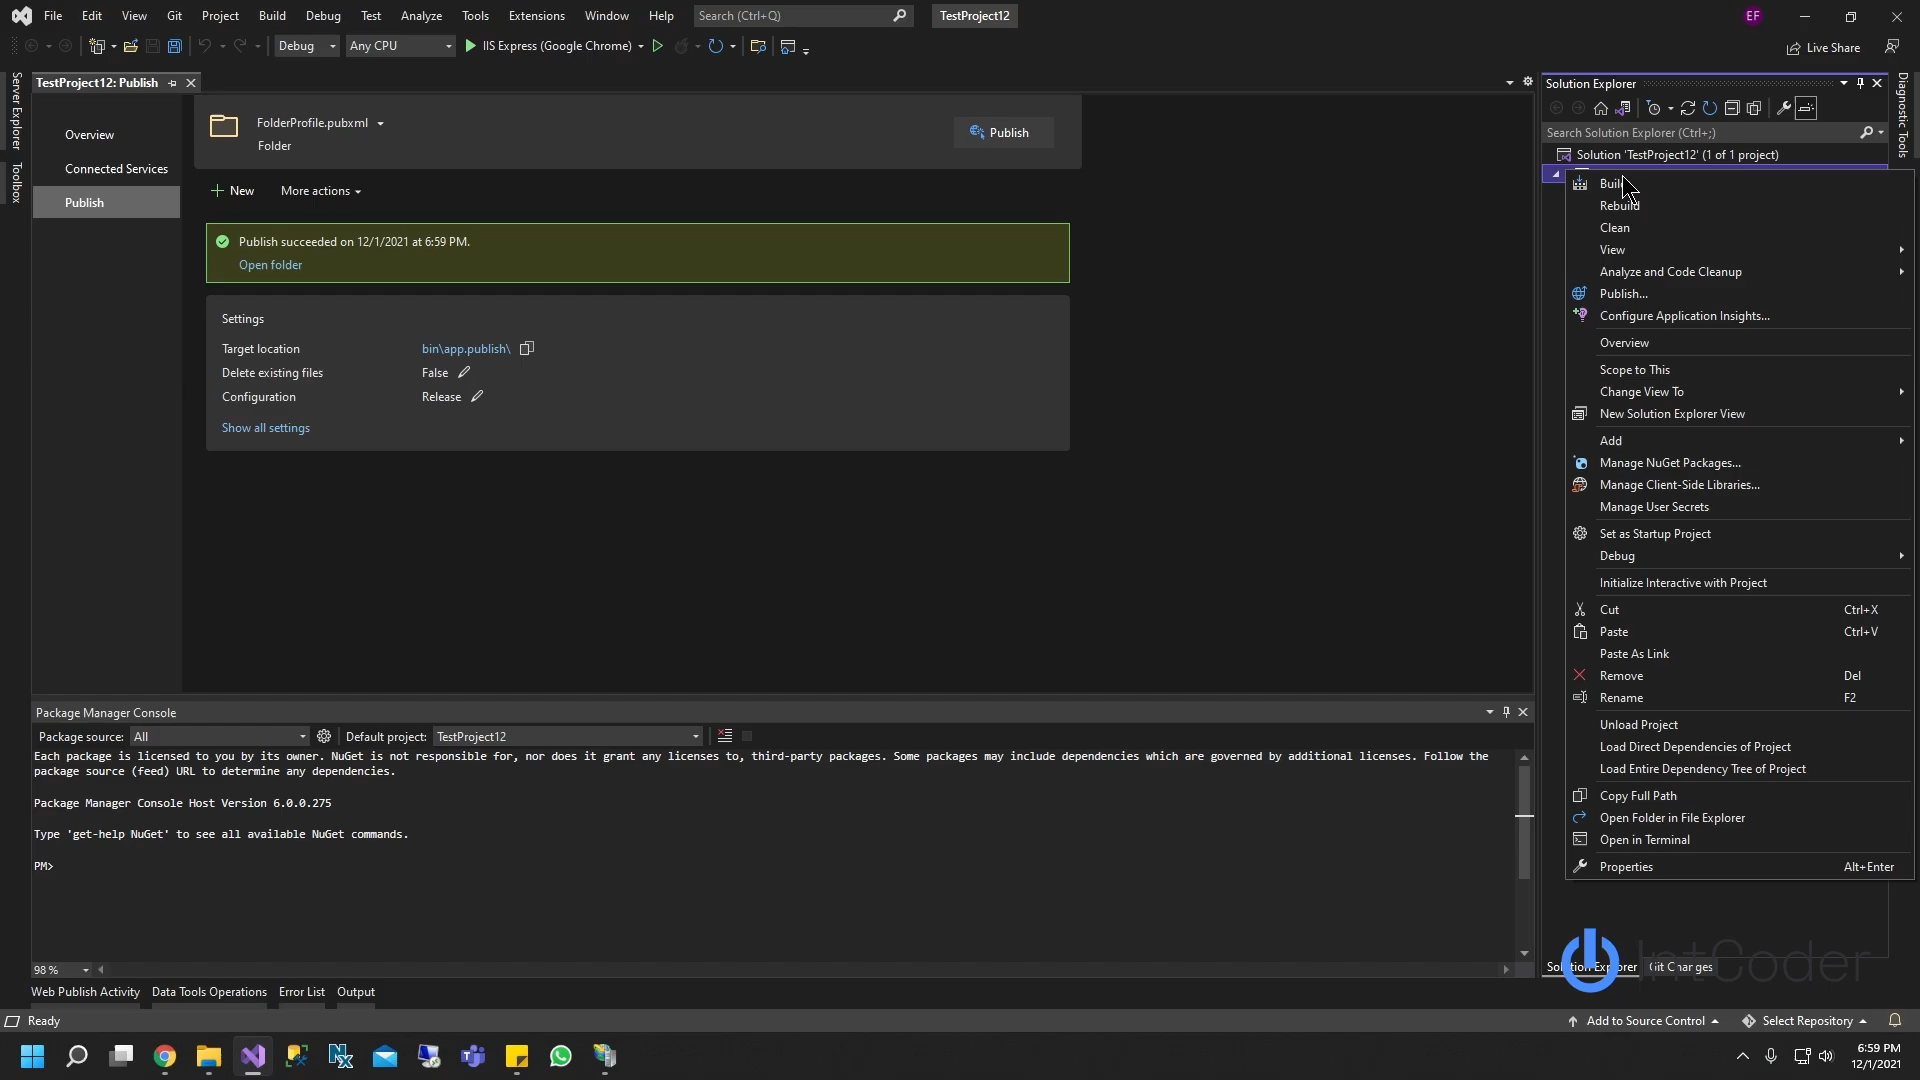 File Edit View Git Project Build Debug Test Analyze Tools Extensions Window Help Search (Ctrl+Q) TestProject12 EF
Debug Any CPU IIS Express (Google Chrome) Live Share
Server Explorer
Toolbox
TestProject12: Publish
Overview
Connected Services
Publish
FolderProfile.pubxml
Folder
Publish
New More actions
Publish succeeded on 12/1/2021 at 6:59 PM.
Open folder
Settings
Target location bin\app.publish\
Delete existing files False
Configuration Release
Show all settings
Solution Explorer
Search Solution Explorer (Ctrl+;)
Solution 'TestProject12' (1 of 1 project)
Diagnostic Tools
Build
Rebuild
Clean
View
Analyze and Code Cleanup
Publish...
Configure Application Insights...
Overview
Scope to This
Change View To
New Solution Explorer View
Add
Manage NuGet Packages...
Manage Client-Side Libraries...
Manage User Secrets
Set as Startup Project
Debug
Initialize Interactive with Project
Cut Ctrl+X
Paste Ctrl+V
Paste As Link
Remove Del
Rename F2
Unload Project
Load Direct Dependencies of Project
Load Entire Dependency Tree of Project
Copy Full Path
Open Folder in File Explorer
Open in Terminal
Properties Alt+Enter
Package Manager Console
Package source: All Default project: TestProject12
Each package is licensed to you by its owner. NuGet is not responsible for, nor does it grant any licenses to, third-party packages. Some packages may include dependencies which are governed by additional licenses. Follow the
package source (feed) URL to determine any dependencies.
Package Manager Console Host Version 6.0.0.275
Type 'get-help NuGet' to see all available NuGet commands.
PM>
98 %
Solution Explorer Git Changes
IntCoder
Web Publish Activity Data Tools Operations Error List Output
Ready Add to Source Control Select Repository
6:59 PM
12/1/2021